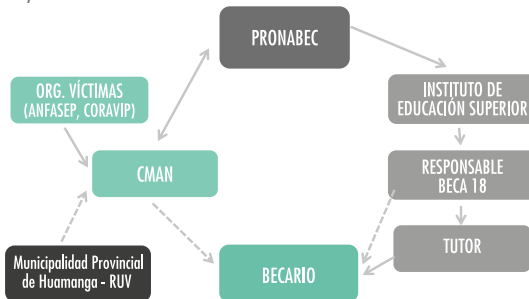 PRONABEC
ORG. VÍCTIMAS
(ANFASEP, CORAVIP)
INSTITUTO DE
EDUCACIÓN SUPERIOR
CMAN
RESPONSABLE
BECA 18
Municipalidad Provincial
de Huamanga - RUV
BECARIO
TUTOR